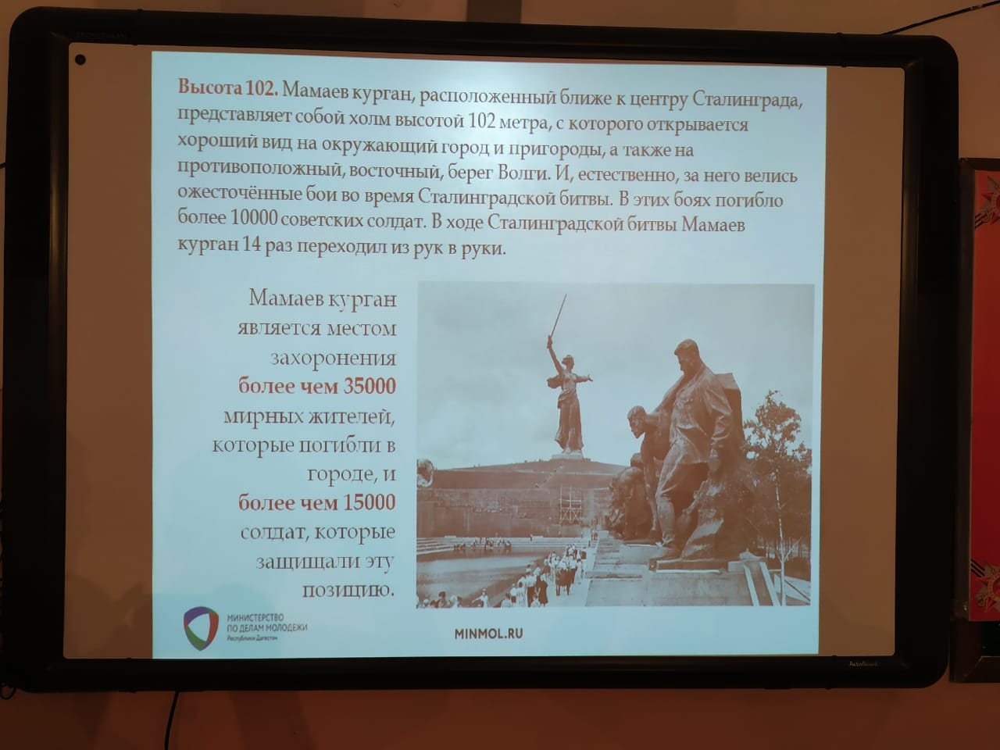 Высота 102. Мамаев курган, расположенный ближе к центру Сталинграда,
представляет собой холм высотой 102 метра, с которого открывается
хороший вид на окружающий город и пригороды, а также на
противоположный, восточный, берег Волги. И, естественно, за него велись
ожесточённые бои во время Сталинградской битвы. В этих боях погибло
более 10000 советских солдат. В ходе Сталинградской битвы Мамаев
курган 14 раз переходил из рук в руки.
Мамаев курган
является местом
захоронения
более чем 35000
мирных жителей,
которые погибли в
городе, и
более чем 15000
солдат, которые
защищали эту
позицию.
МИНИСТЕРСТВО
ПО ДЕЛАМ МОЛОДЕЖИ
Республики Дагестан
MINMOL.RU
ActivBoard